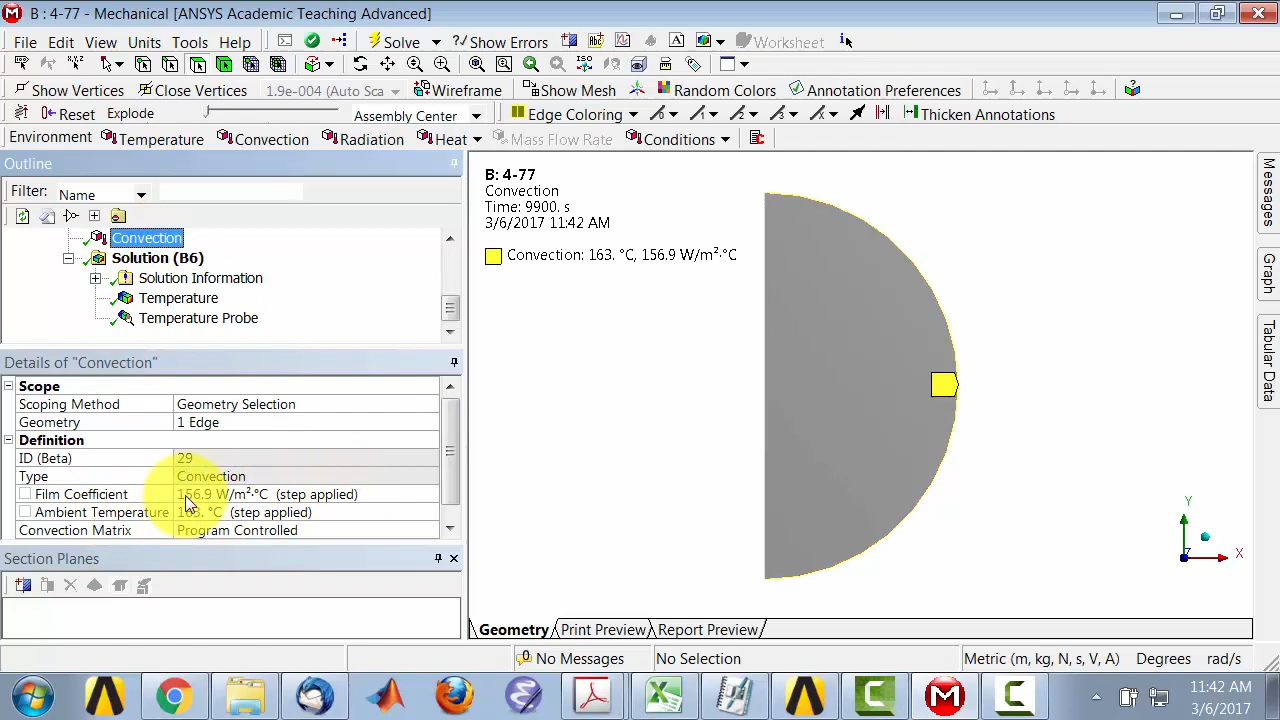 B : 4-77 - Mechanical [ANSYS Academic Teaching Advanced]
File Edit View Units Tools Help Solve Show Errors Worksheet
Show Vertices Close Vertices 1.9e-004 (Auto Sca Wireframe Show Mesh Random Colors Annotation Preferences
Reset Explode Assembly Center Edge Coloring Thicken Annotations
Environment Temperature Convection Radiation Heat Mass Flow Rate Conditions
Outline
Filter: Name
Convection
Solution (B6)
Solution Information
Temperature
Temperature Probe
Details of "Convection"
Scope
Scoping Method Geometry Selection
Geometry 1 Edge
Definition
ID (Beta) 29
Type Convection
Film Coefficient 156.9 W/m²·°C (step applied)
Ambient Temperature 163. °C (step applied)
Convection Matrix Program Controlled
Section Planes
B: 4-77
Convection
Time: 9900. s
3/6/2017 11:42 AM
Convection: 163. °C, 156.9 W/m²·°C
Y
X
Z
Messages
Graph
Tabular Data
Geometry Print Preview Report Preview
0 No Messages No Selection Metric (m, kg, N, s, V, A) Degrees rad/s
11:42 AM
3/6/2017